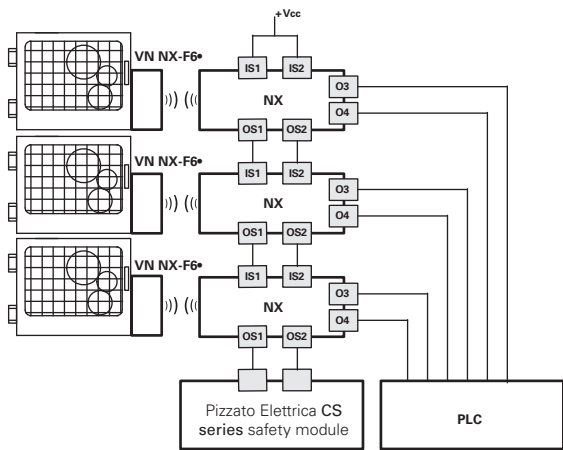 +Vcc
VN NX-F6•
IS1 IS2
NX
O3
O4
OS1 OS2
VN NX-F6•
IS1 IS2
NX
O3
O4
OS1 OS2
VN NX-F6•
IS1 IS2
NX
O3
O4
OS1 OS2
Pizzato Elettrica CS
series safety module
PLC